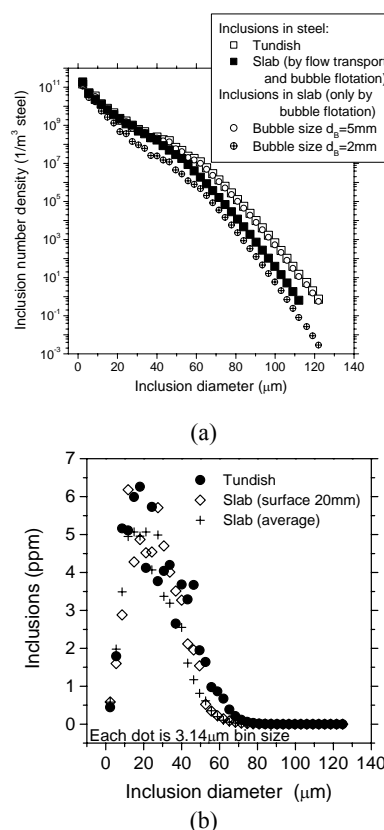 Inclusions in steel:
Tundish
Slab (by flow transport
and bubble flotation)
Inclusions in slab (only by
bubble flotation)
Bubble size dB=5mm
Bubble size dB=2mm
Inclusion number density (1/m3 steel)
10^11
10^9
10^7
10^5
10^3
10^1
10^-1
10^-3
0 20 40 60 80 100 120 140
Inclusion diameter (μm)
(a)
Tundish
Slab (surface 20mm)
Slab (average)
Inclusions (ppm)
7
6
5
4
3
2
1
0
Each dot is 3.14μm bin size
0 20 40 60 80 100 120 140
Inclusion diameter (μm)
(b)